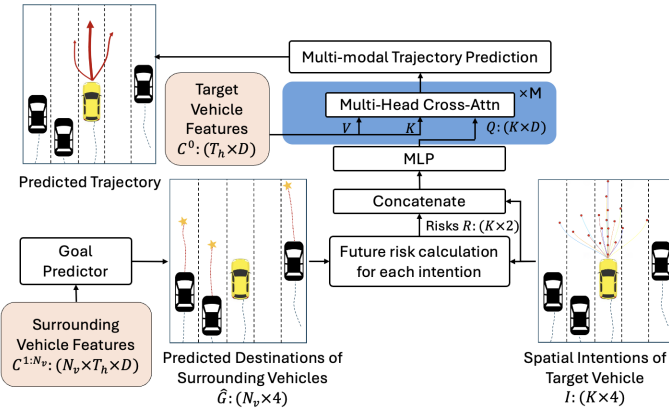 Multi-modal Trajectory Prediction
Target
Vehicle
Features
C⁰: (Tₕ×D)
Multi-Head Cross-Attn
×M
V
K
Q: (K×D)
MLP
Predicted Trajectory
Concatenate
Risks R: (K×2)
Goal
Predictor
Future risk calculation
for each intention
Surrounding
Vehicle Features
C¹:ᴺᵛ: (Nᵥ×Tₕ×D)
Predicted Destinations of
Surrounding Vehicles
Ĝ: (Nᵥ×4)
Spatial Intentions of
Target Vehicle
I: (K×4)